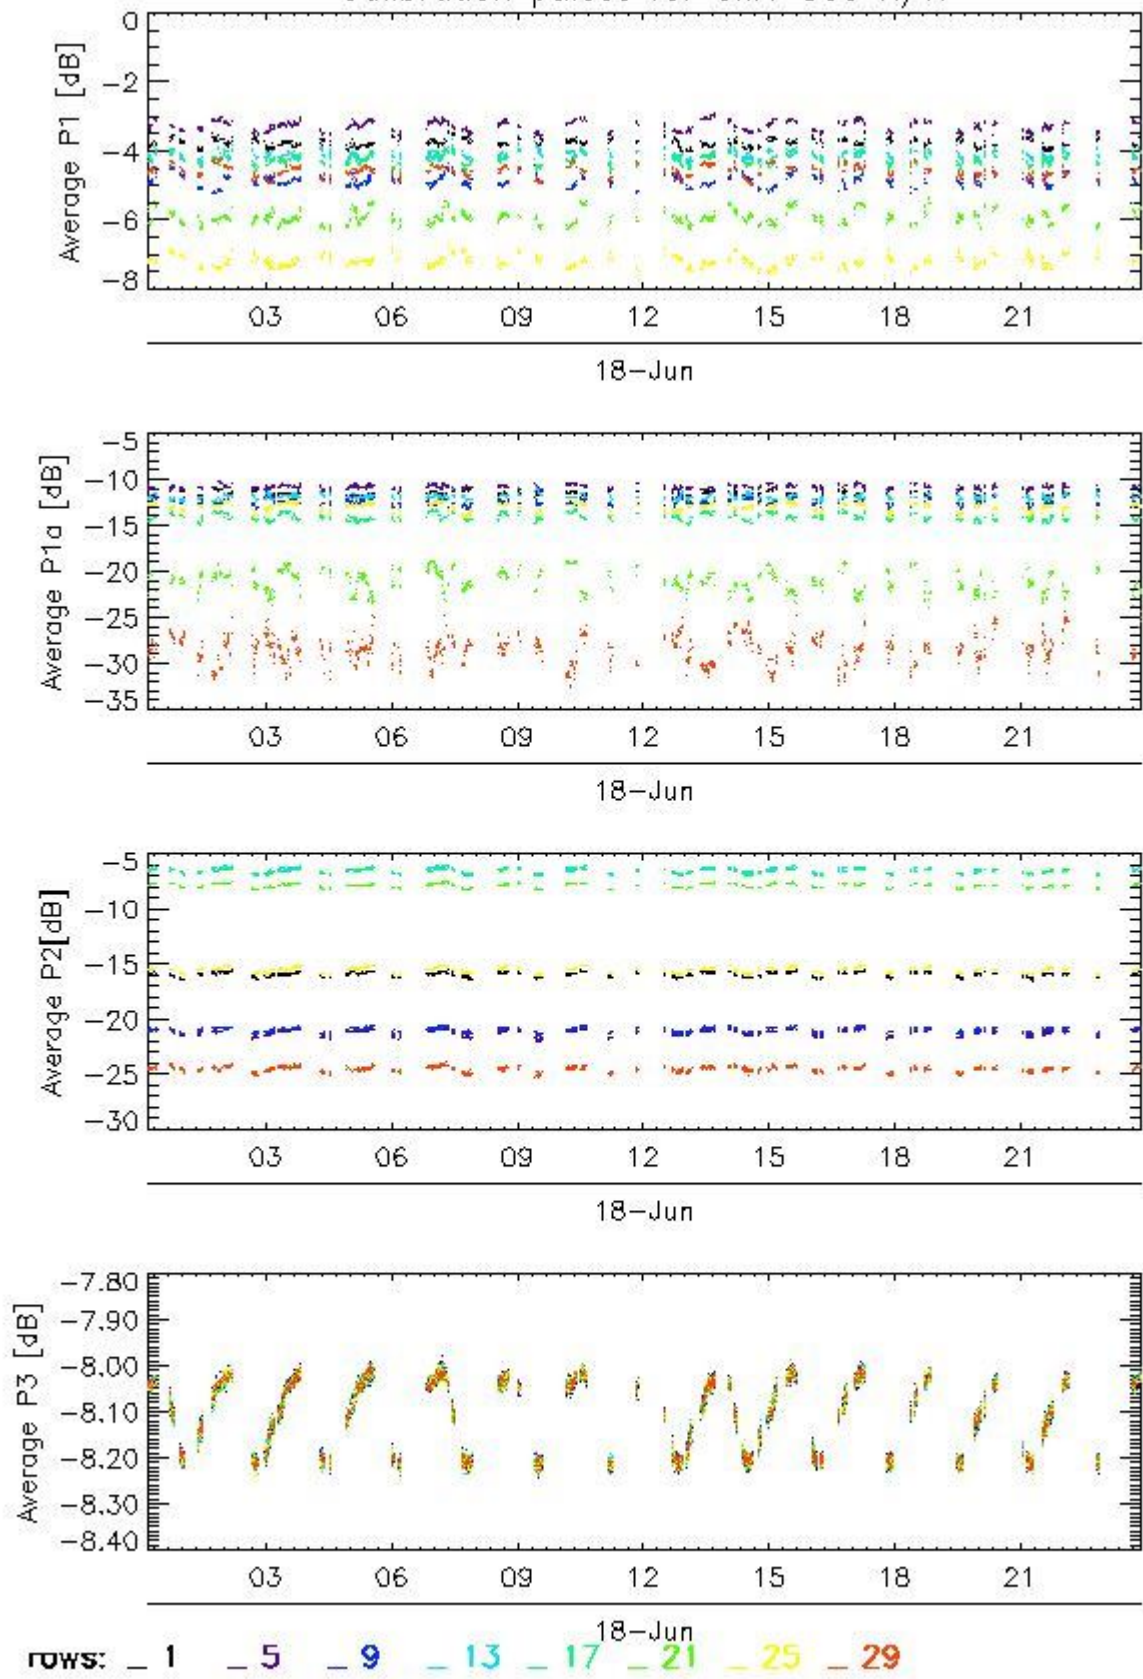 0
-2
-4
-6
-8
Average P1 [dB]
03 06 09 12 15 18 21
18-Jun
-5
-10
-15
-20
-25
-30
-35
Average P1a [dB]
03 06 09 12 15 18 21
18-Jun
-5
-10
-15
-20
-25
-30
Average P2[dB]
03 06 09 12 15 18 21
18-Jun
-7.80
-7.90
-8.00
-8.10
-8.20
-8.30
-8.40
Average P3 [dB]
03 06 09 12 15 18 21
18-Jun
rows: _ 1 _ 5 _ 9 _ 13 _ 17 _ 21 _ 25 _ 29